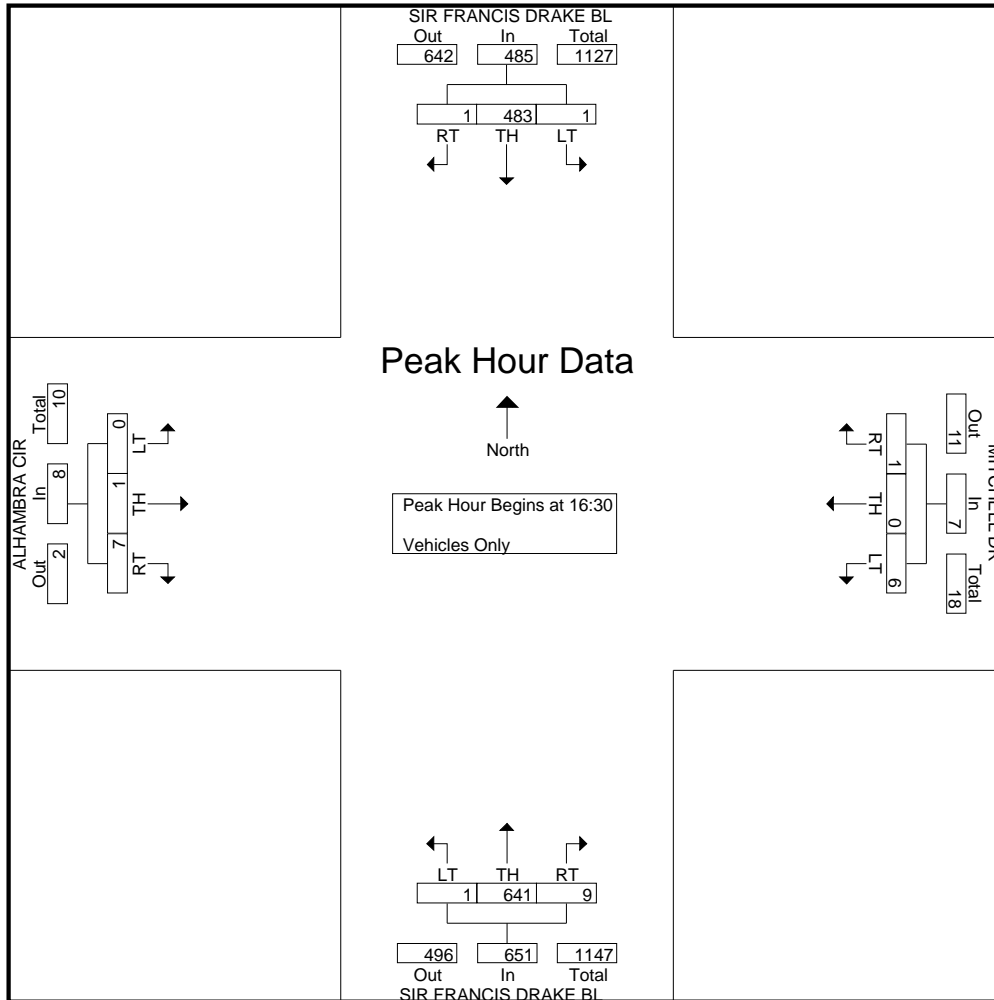 SIR FRANCIS DRAKE BL
Out In Total
642 485 1127
1 483 1
RT TH LT
Peak Hour Data
North
Peak Hour Begins at 16:30
Vehicles Only
ALHAMBRA CIR
Out In Total
2 8 10
RT TH LT
7 1 0
MITCHELL DR
Out In Total
11 7 18
RT TH LT
1 0 6
LT TH RT
1 641 9
496 651 1147
Out In Total
SIR FRANCIS DRAKE BL